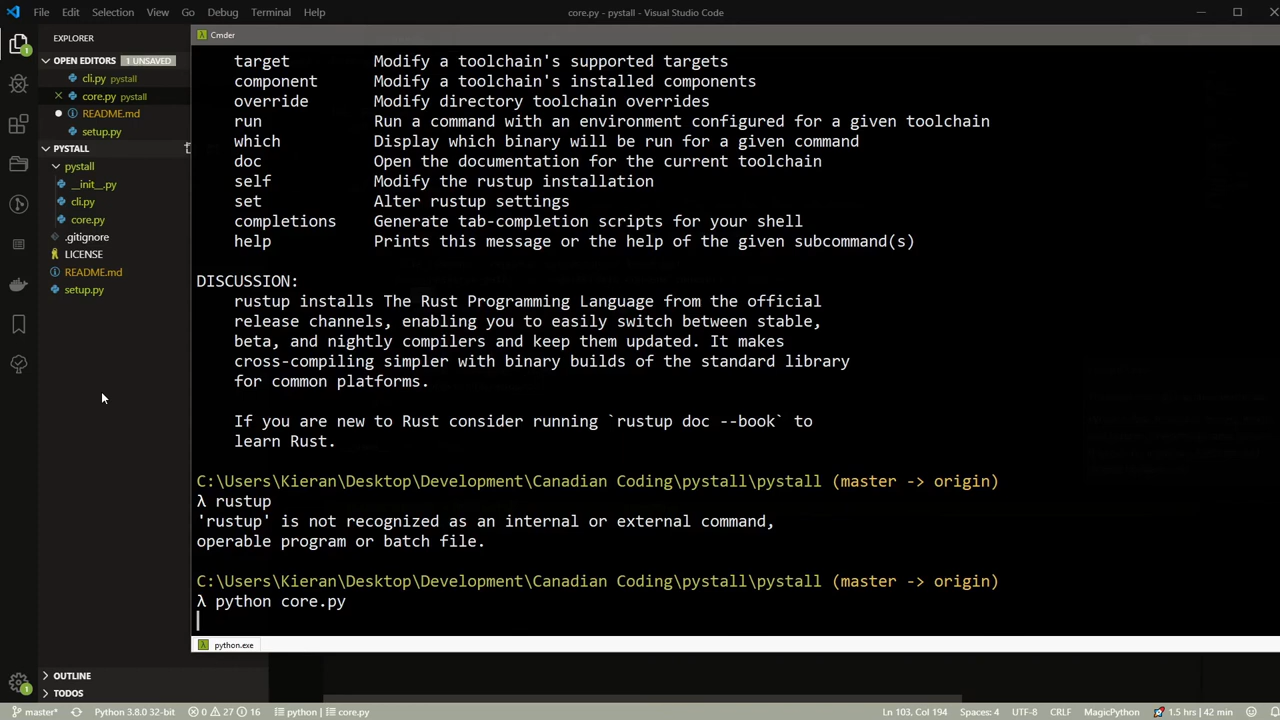 File Edit Selection View Go Debug Terminal Help
core.py - pystall - Visual Studio Code
EXPLORER
OPEN EDITORS 1 UNSAVED
cli.py pystall
core.py pystall
README.md
setup.py
PYSTALL
pystall
__init__.py
cli.py
core.py
.gitignore
LICENSE
README.md
setup.py
OUTLINE
TODOS
Cmder
target Modify a toolchain's supported targets
component Modify a toolchain's installed components
override Modify directory toolchain overrides
run Run a command with an environment configured for a given toolchain
which Display which binary will be run for a given command
doc Open the documentation for the current toolchain
self Modify the rustup installation
set Alter rustup settings
completions Generate tab-completion scripts for your shell
help Prints this message or the help of the given subcommand(s)
DISCUSSION:
rustup installs The Rust Programming Language from the official
release channels, enabling you to easily switch between stable,
beta, and nightly compilers and keep them updated. It makes
cross-compiling simpler with binary builds of the standard library
for common platforms.
If you are new to Rust consider running `rustup doc --book` to
learn Rust.
C:\Users\Kieran\Desktop\Development\Canadian Coding\pystall\pystall (master -> origin)
λ rustup
'rustup' is not recognized as an internal or external command,
operable program or batch file.
C:\Users\Kieran\Desktop\Development\Canadian Coding\pystall\pystall (master -> origin)
λ python core.py
python.exe
master* Python 3.8.0 32-bit 0 27 16 python core.py Ln 103, Col 194 Spaces: 4 UTF-8 CRLF MagicPython 1.5 hrs 42 min